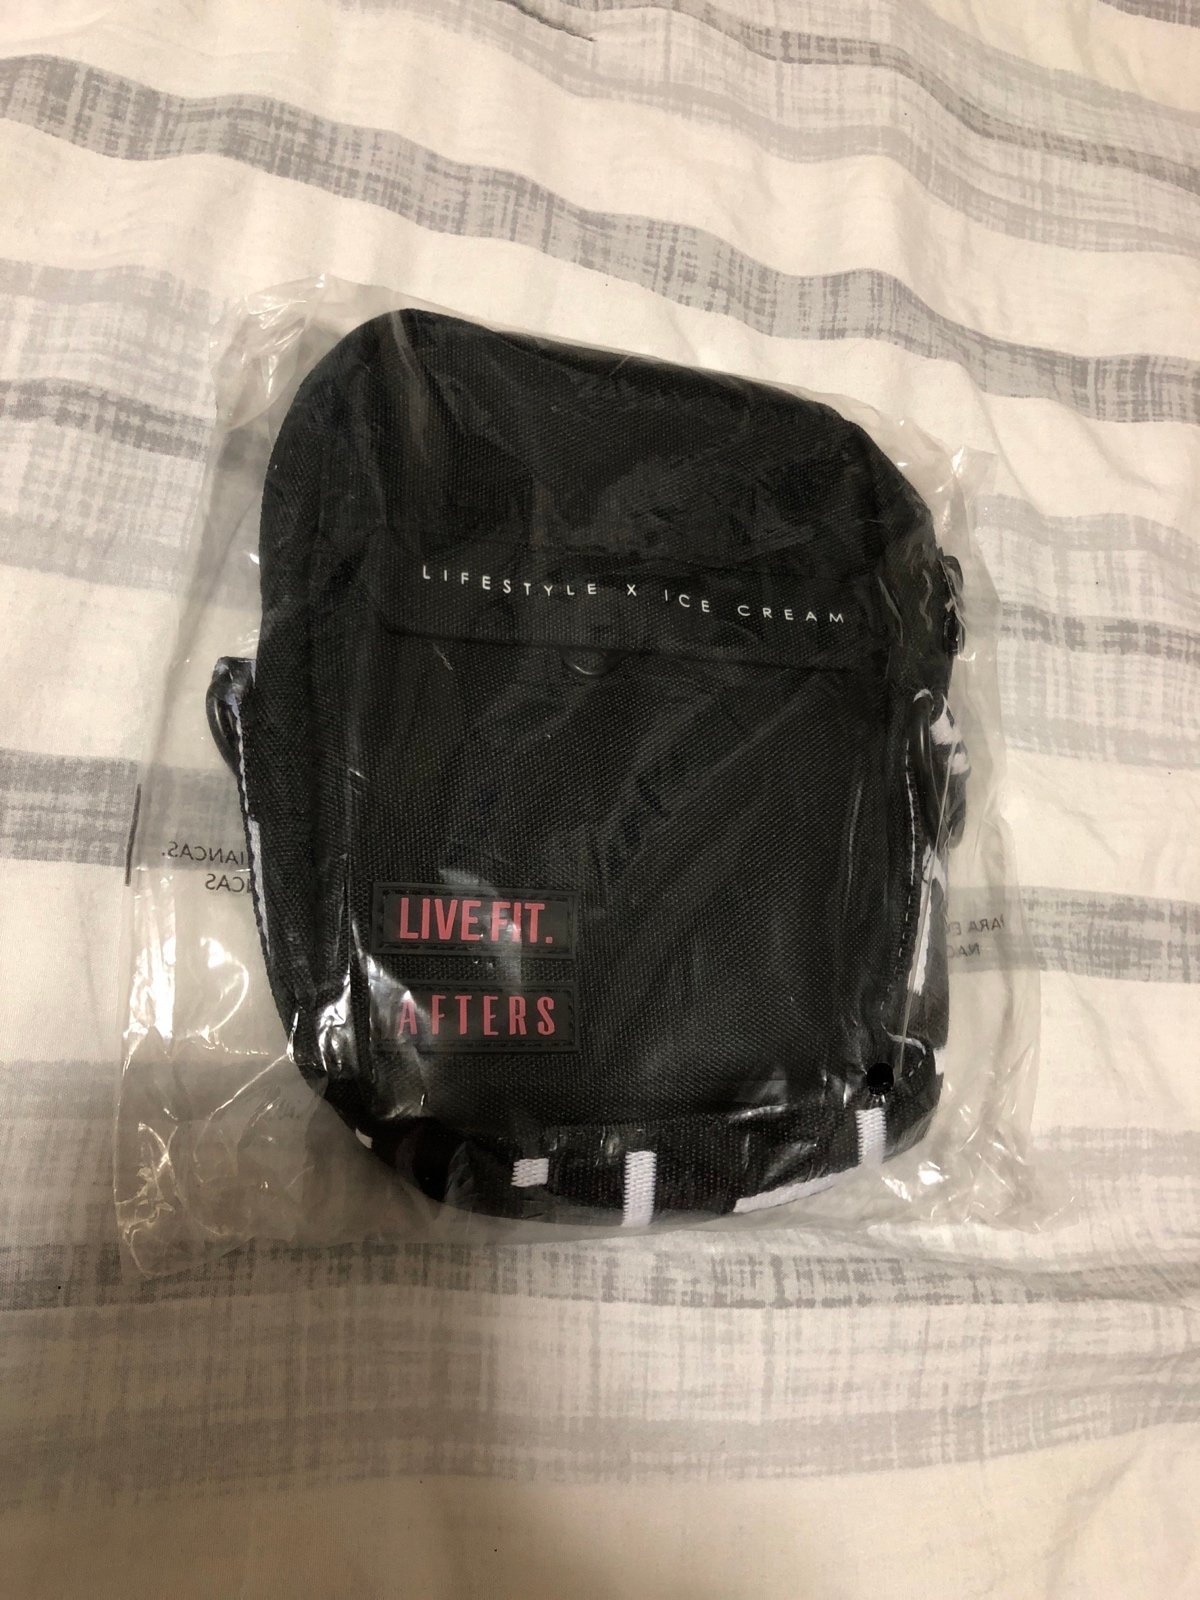 LIFESTYLE X ICE CREAM
LIVE FIT.
AFTERS